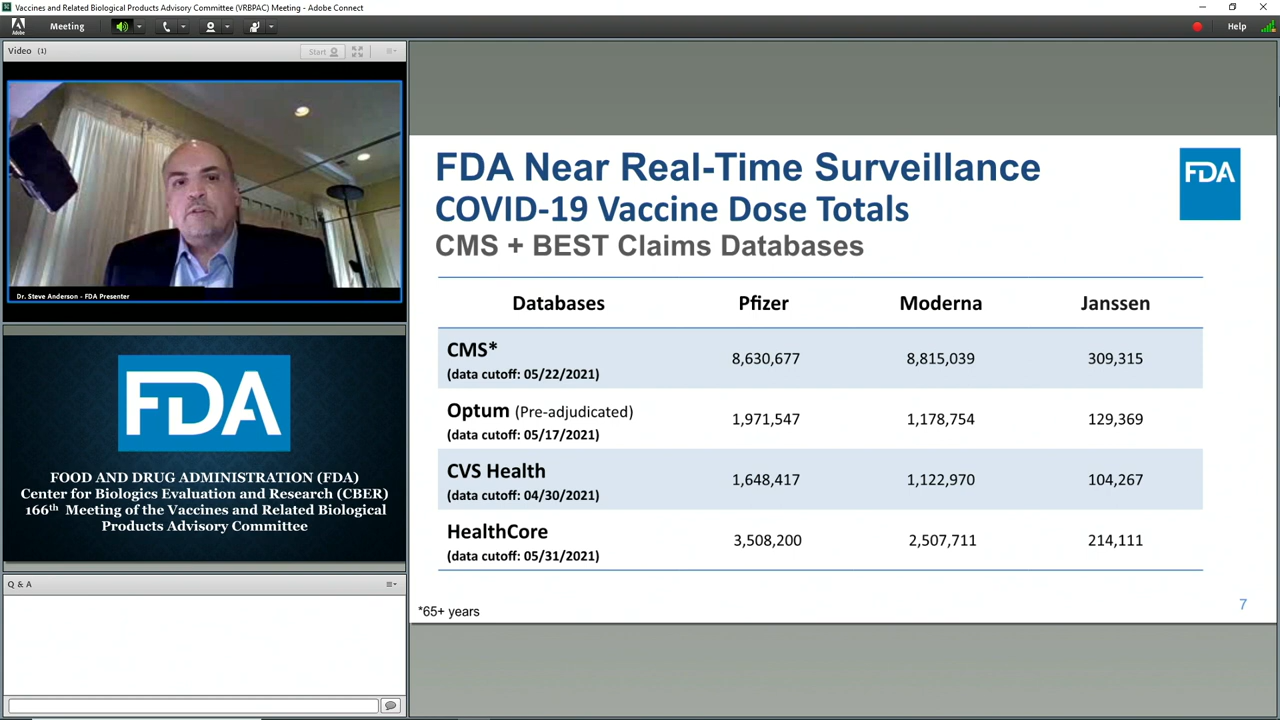 Vaccines and Related Biological Products Advisory Committee (VRBPAC) Meeting - Adobe Connect
Adobe
Meeting
Help
Video (1)
Start
Dr. Steve Anderson - FDA Presenter
FDA
FOOD AND DRUG ADMINISTRATION (FDA)
Center for Biologics Evaluation and Research (CBER)
166th Meeting of the Vaccines and Related Biological
Products Advisory Committee
Q & A
FDA Near Real-Time Surveillance
COVID-19 Vaccine Dose Totals
CMS + BEST Claims Databases
FDA
Databases Pfizer Moderna Janssen
CMS*
(data cutoff: 05/22/2021) 8,630,677 8,815,039 309,315
Optum (Pre-adjudicated)
(data cutoff: 05/17/2021) 1,971,547 1,178,754 129,369
CVS Health
(data cutoff: 04/30/2021) 1,648,417 1,122,970 104,267
HealthCore
(data cutoff: 05/31/2021) 3,508,200 2,507,711 214,111
*65+ years
7